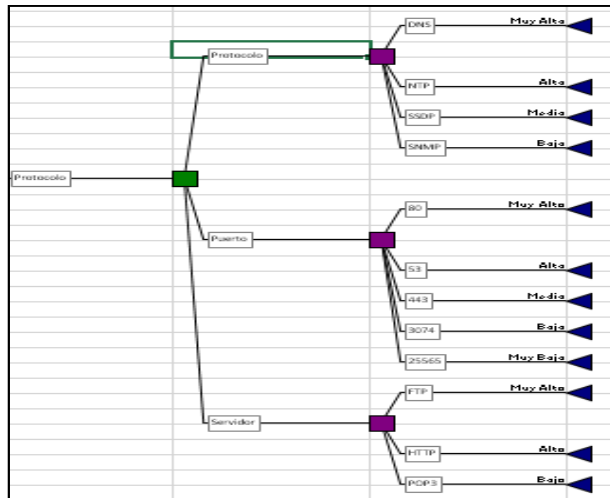 DNS Muy Alta
Protocolo
NTP Alta
SSDP Media
SNMP Baja
Protocolo
80 Muy Alta
Puerto
53 Alta
443 Media
3074 Baja
25565 Muy Baja
FTP Muy Alta
Servidor
HTTP Alta
POP3 Baja